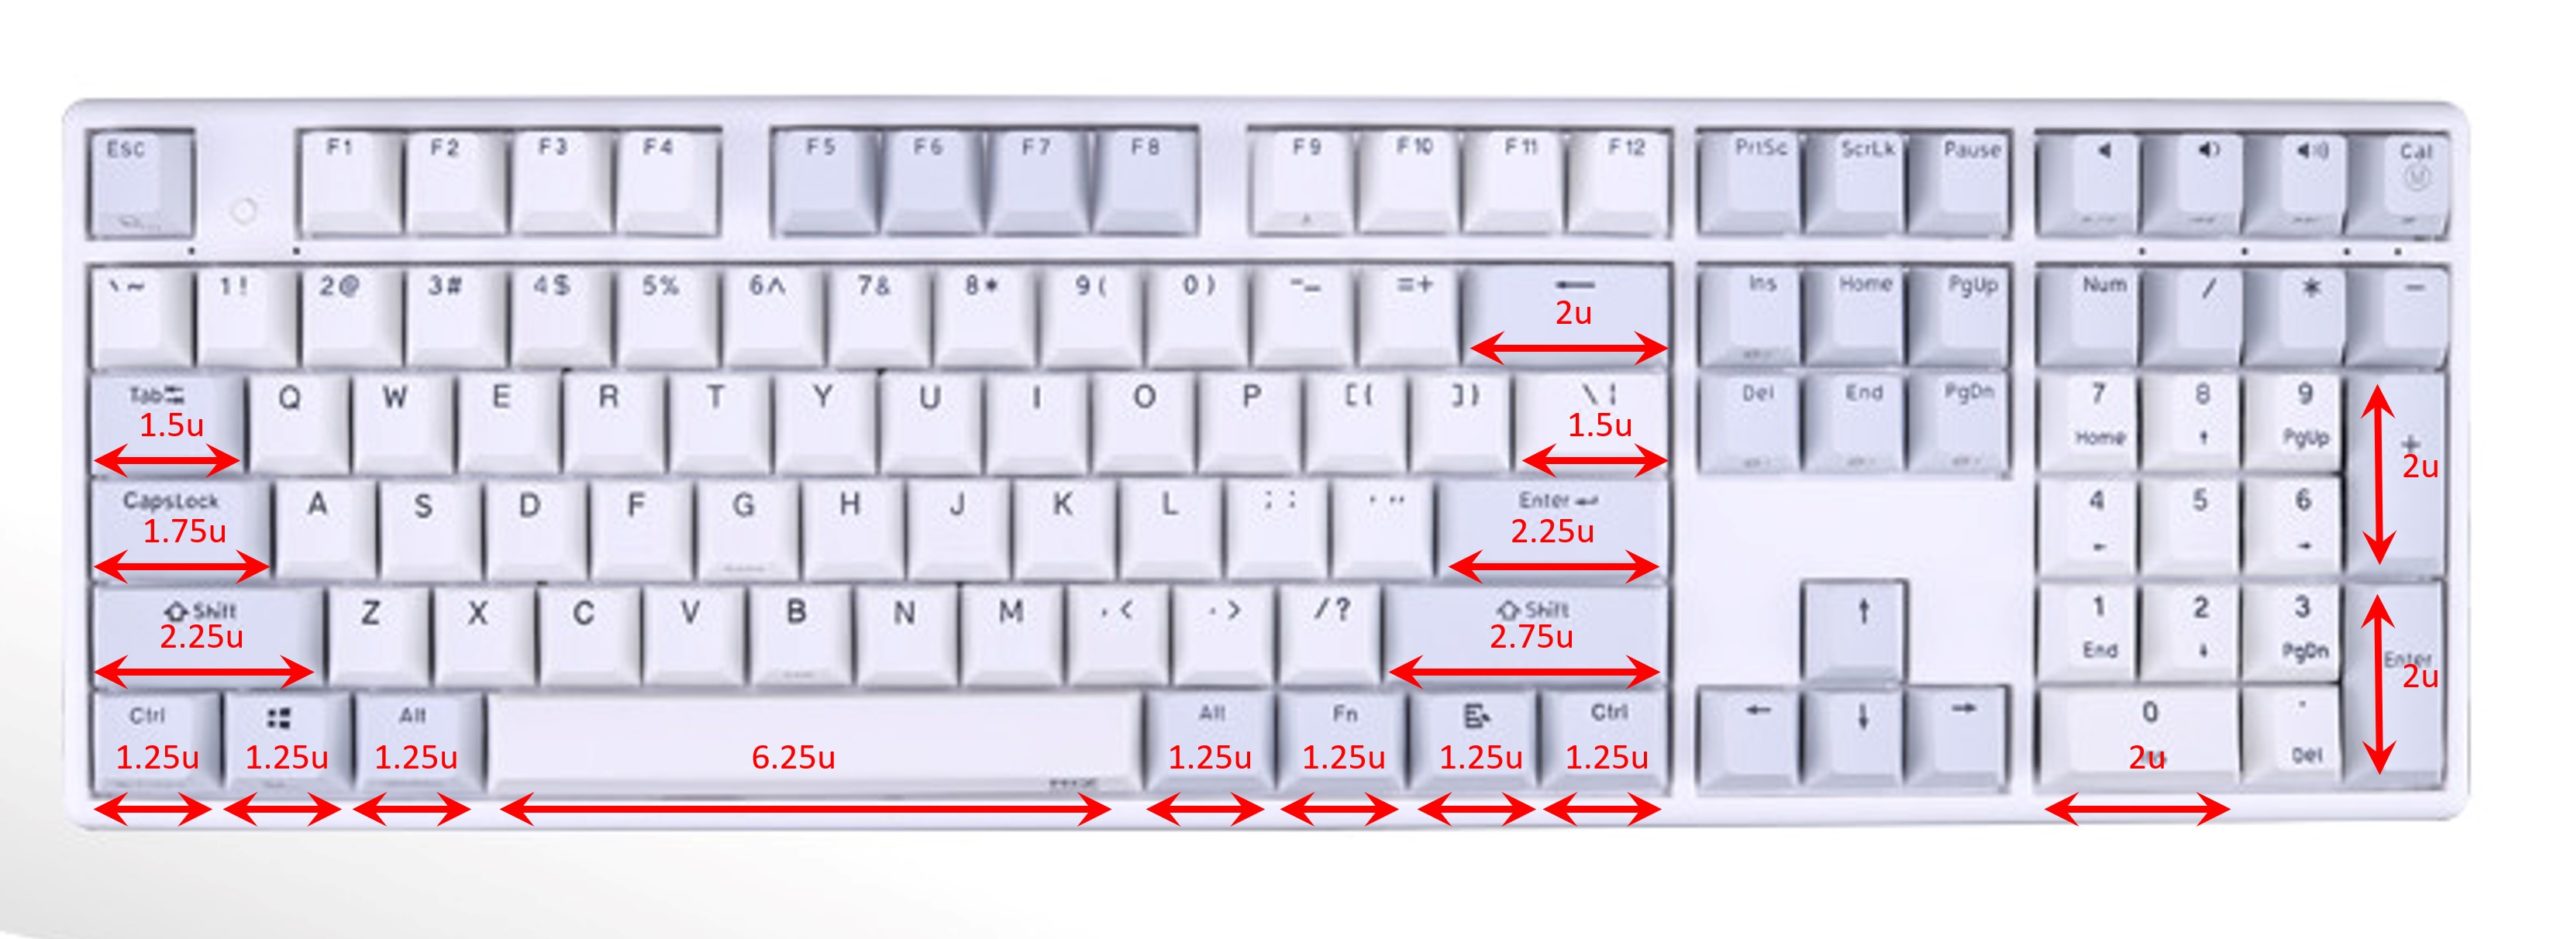 Esc F1 F2 F3 F4 F5 F6 F7 F8 F9 F10 F11 F12 PrtSc ScrLk Pause Cal
M
` ~ 1! 2@ 3# 4$ 5% 6^ 7& 8* 9( 0) -_ =+ ← Ins Home PgUp Num / * -
2u
Tab Q W E R T Y U I O P [{ ]} \| Del End PgDn 7 8 9 +
1.5u 1.5u Home ↑ PgUp 2u
CapsLock A S D F G H J K L ; : ' " Enter 4 5 6
1.75u 2.25u ← →
Shift Z X C V B N M ,< .> /? Shift ↑ 1 2 3
2.25u 2.75u End ↓ PgDn Enter 2u
Ctrl Alt Alt Fn Ctrl ← ↓ → 0 .
1.25u 1.25u 1.25u 6.25u 1.25u 1.25u 1.25u 1.25u 2u Del